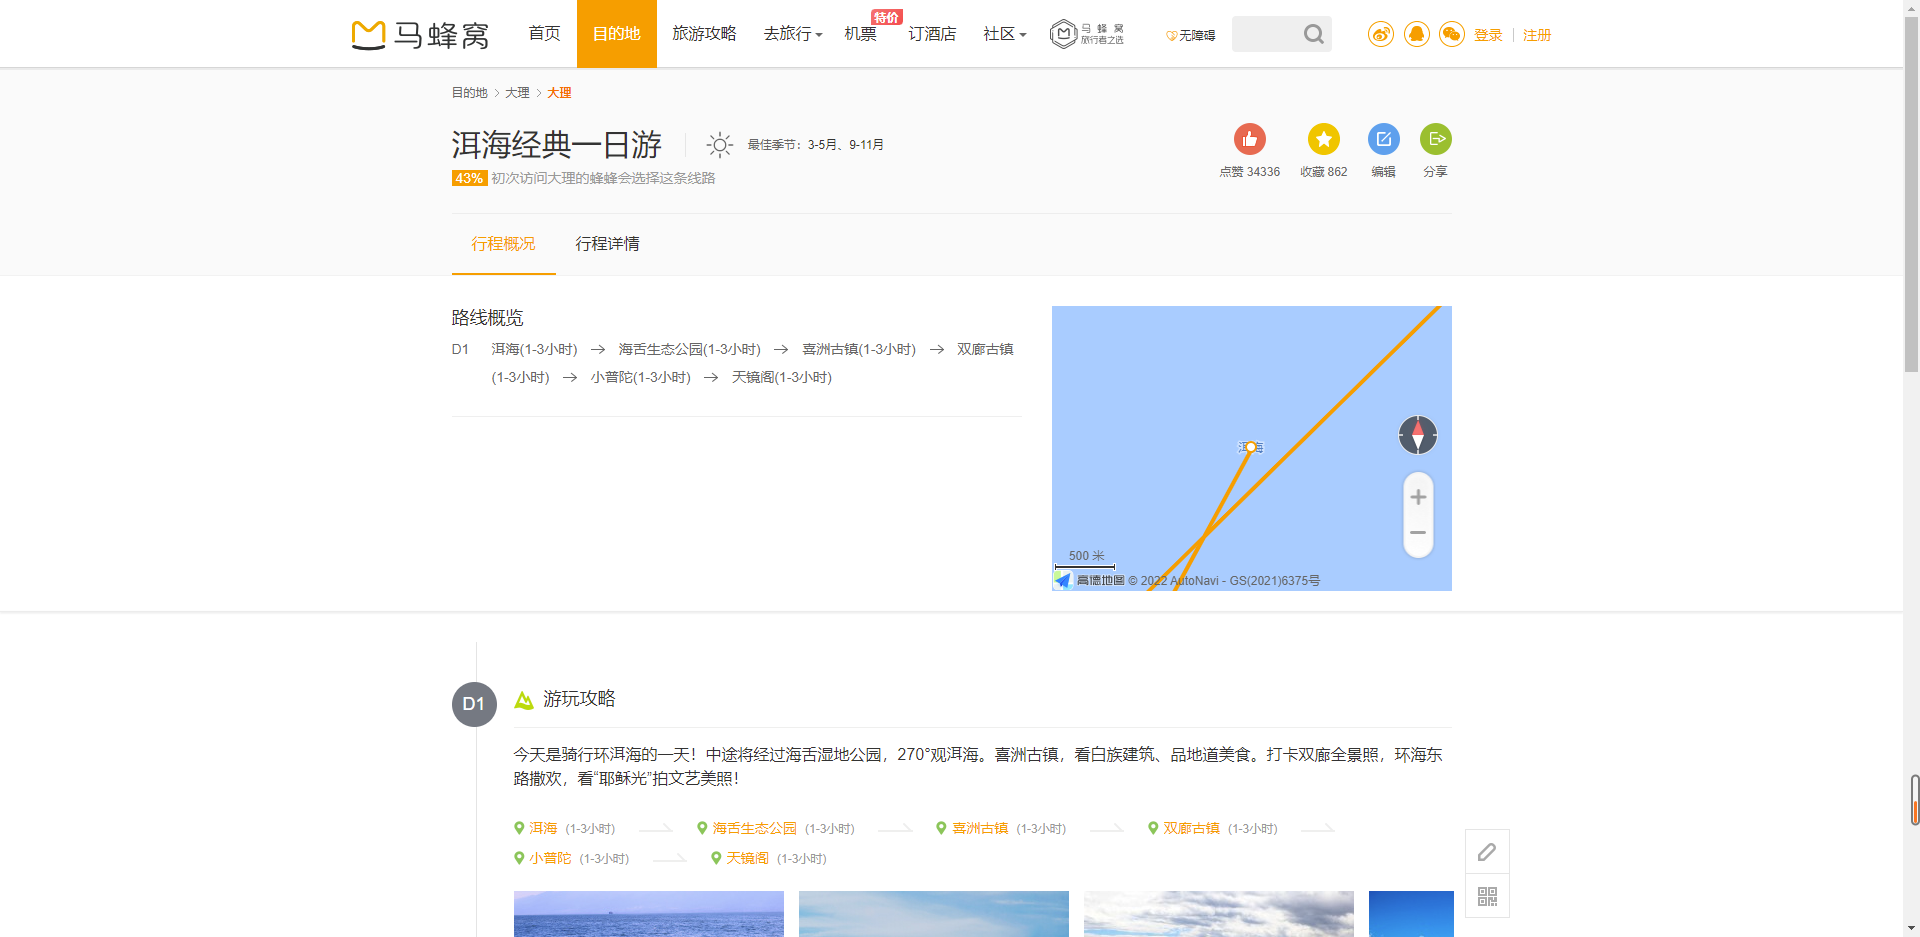 马蜂窝
首页
目的地
旅游攻略
去旅行
机票
特价
订酒店
社区
马蜂窝
旅行者之选
无障碍
登录
注册
目的地 大理 大理
洱海经典一日游
最佳季节：3-5月、9-11月
43% 初次访问大理的蜂蜂会选择这条线路
点赞 34336
收藏 862
编辑
分享
行程概况
行程详情
路线概览
D1 洱海(1-3小时) 海舌生态公园(1-3小时) 喜洲古镇(1-3小时) 双廊古镇
(1-3小时) 小普陀(1-3小时) 天镜阁(1-3小时)
洱海
500 米
高德地图 © 2022 AutoNavi - GS(2021)6375号
D1
游玩攻略
今天是骑行环洱海的一天！中途将经过海舌湿地公园，270°观洱海。喜洲古镇，看白族建筑、品地道美食。打卡双廊全景照，环海东
路撒欢，看“耶稣光”拍文艺美照！
洱海 (1-3小时) 海舌生态公园 (1-3小时) 喜洲古镇 (1-3小时) 双廊古镇 (1-3小时)
小普陀 (1-3小时) 天镜阁 (1-3小时)